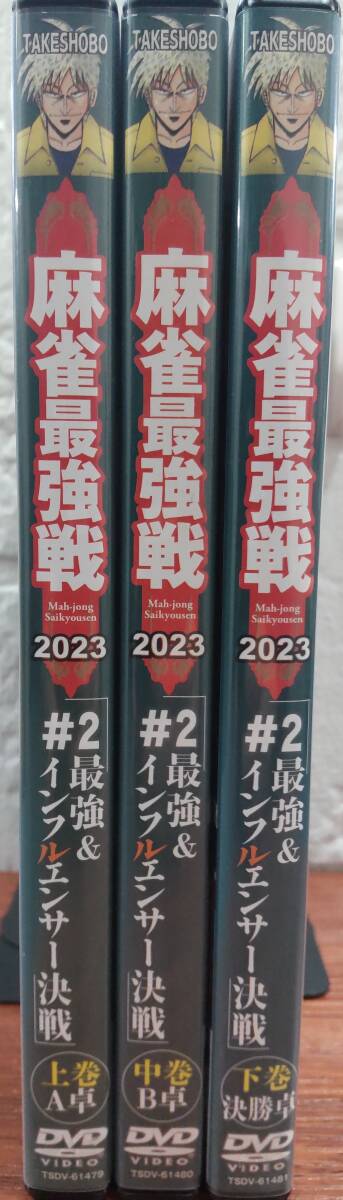 TAKESHOBO
麻雀最強戦
Mah-jong
Saikyousen
2023
#2
最強&
インフルエンサー決戦
上巻
A卓
DVD
VIDEO
TSDV-61479
TAKESHOBO
麻雀最強戦
Mah-jong
Saikyousen
2023
#2
最強&
インフルエンサー決戦
中巻
B卓
DVD
VIDEO
TSDV-61480
TAKESHOBO
麻雀最強戦
Mah-jong
Saikyousen
2023
#2
最強&
インフルエンサー決戦
下巻
決勝卓
DVD
VIDEO
TSDV-61481